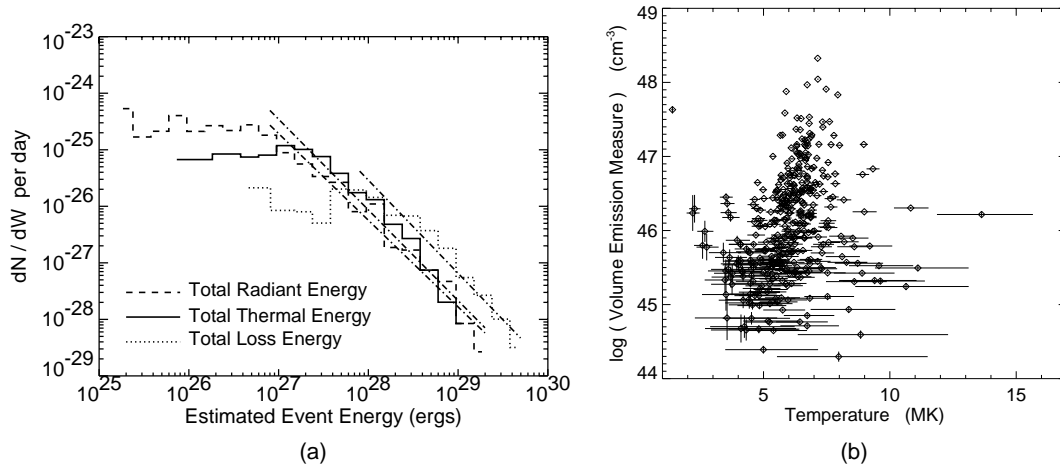 10^-23
10^-24
10^-25
10^-26
10^-27
10^-28
10^-29
dN / dW per day
Total Radiant Energy
Total Thermal Energy
Total Loss Energy
10^25 10^26 10^27 10^28 10^29 10^30
Estimated Event Energy (ergs)
(a)
49
48
47
46
45
44
log ( Volume Emission Measure ) (cm^-3)
5 10 15
Temperature (MK)
(b)